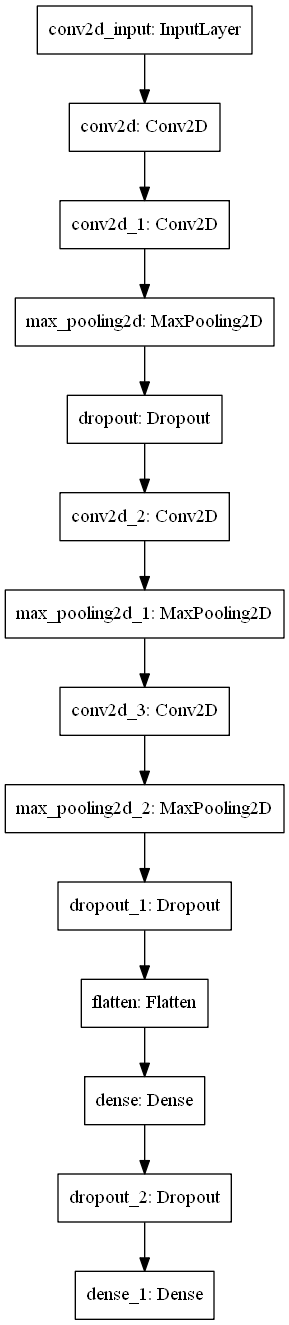 conv2d_input: InputLayer
conv2d: Conv2D
conv2d_1: Conv2D
max_pooling2d: MaxPooling2D
dropout: Dropout
conv2d_2: Conv2D
max_pooling2d_1: MaxPooling2D
conv2d_3: Conv2D
max_pooling2d_2: MaxPooling2D
dropout_1: Dropout
flatten: Flatten
dense: Dense
dropout_2: Dropout
dense_1: Dense